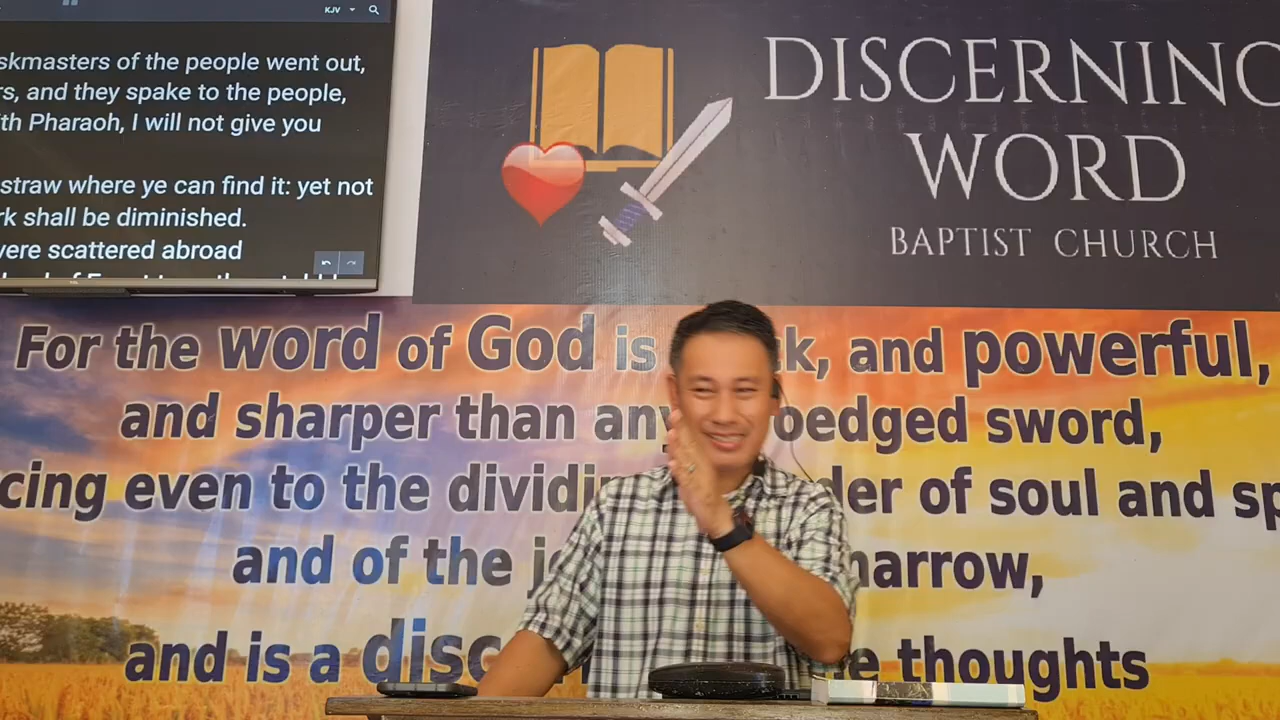 KJV
skmasters of the people went out,
rs, and they spake to the people,
th Pharaoh, I will not give you
straw where ye can find it: yet not
rk shall be diminished.
were scattered abroad
DISCERNING
WORD
BAPTIST CHURCH
For the word of God is k, and powerful,
and sharper than any oedged sword,
cing even to the dividin der of soul and sp
and of the jo marrow,
and is a disc e thoughts